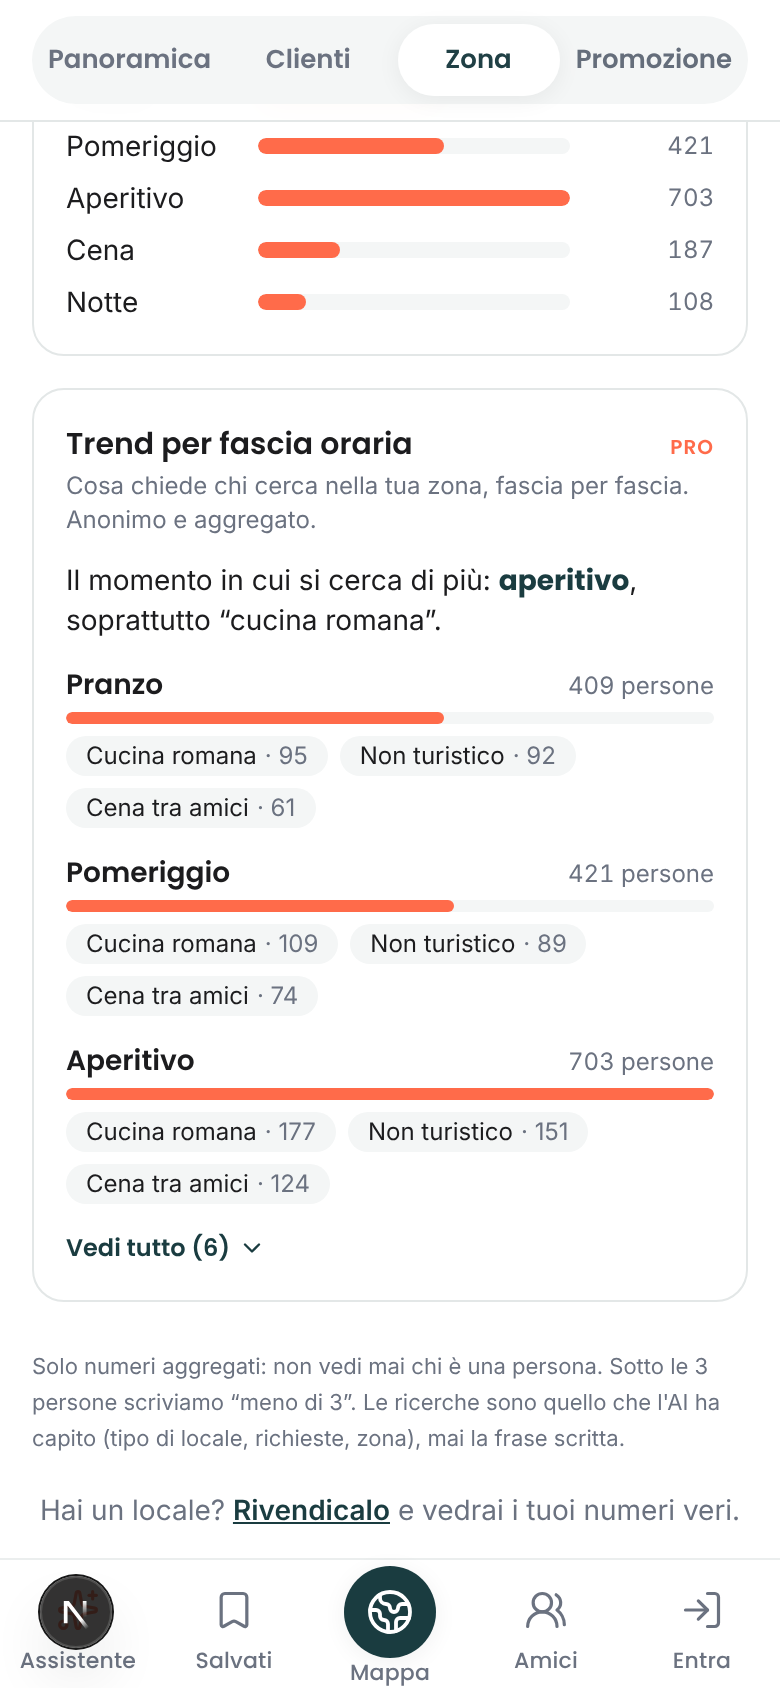 Panoramica Clienti Zona Promozione
Pomeriggio 421
Aperitivo 703
Cena 187
Notte 108
Trend per fascia oraria PRO
Cosa chiede chi cerca nella tua zona, fascia per fascia.
Anonimo e aggregato.
Il momento in cui si cerca di più: aperitivo,
soprattutto “cucina romana”.
Pranzo 409 persone
Cucina romana · 95 Non turistico · 92
Cena tra amici · 61
Pomeriggio 421 persone
Cucina romana · 109 Non turistico · 89
Cena tra amici · 74
Aperitivo 703 persone
Cucina romana · 177 Non turistico · 151
Cena tra amici · 124
Vedi tutto (6)
Solo numeri aggregati: non vedi mai chi è una persona. Sotto le 3
persone scriviamo “meno di 3”. Le ricerche sono quello che l'AI ha
capito (tipo di locale, richieste, zona), mai la frase scritta.
Hai un locale? Rivendicalo e vedrai i tuoi numeri veri.
N
Assistente Salvati Mappa Amici Entra